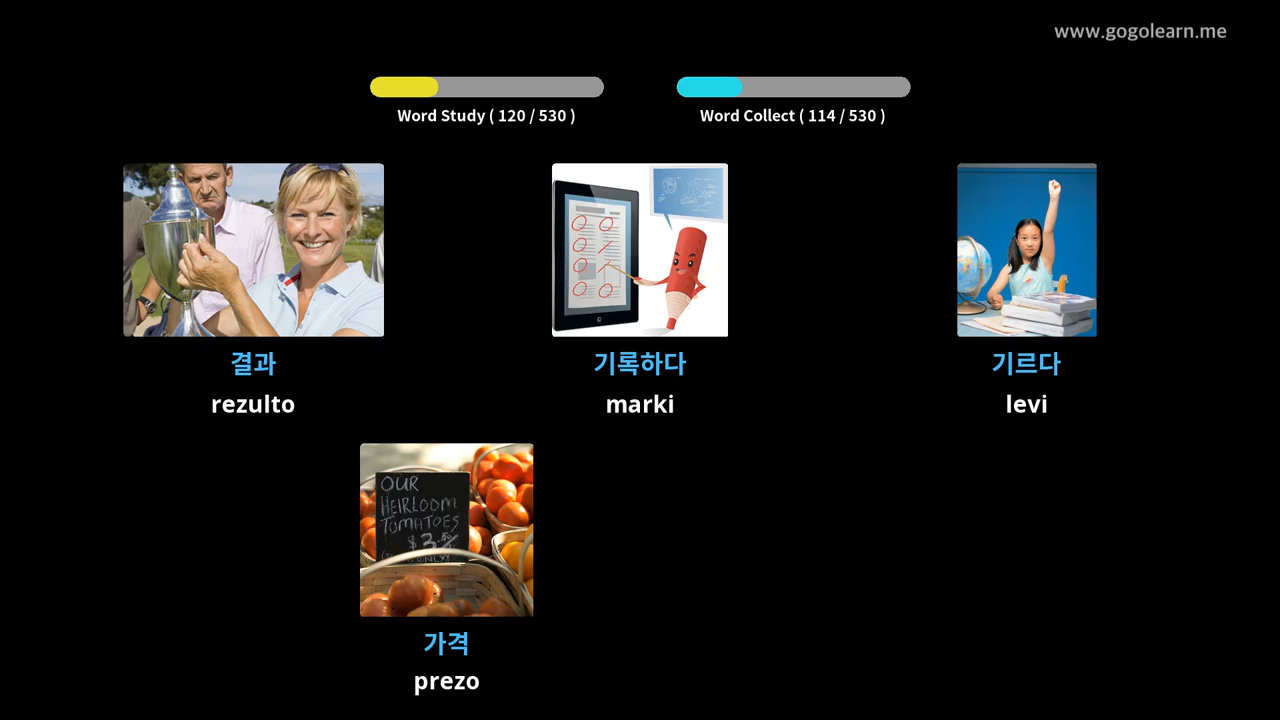 www.gogolearn.me
Word Study ( 120 / 530 )
Word Collect ( 114 / 530 )
결과
rezulto
기록하다
marki
기르다
levi
OUR
HEIRLOOM
TOMATOES
가격
prezo